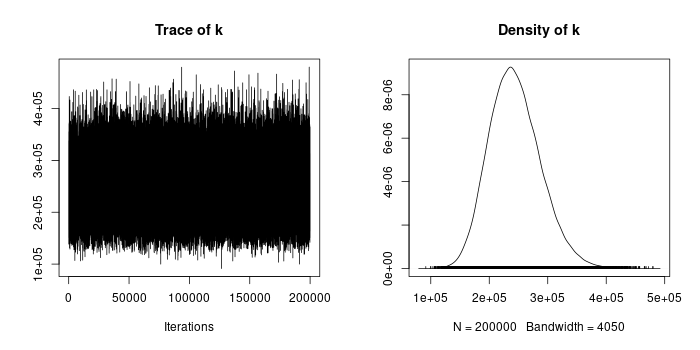 Trace of k
4e+05
3e+05
2e+05
1e+05
0 50000 100000 150000 200000
Iterations
Density of k
8e-06
6e-06
4e-06
0e+00
1e+05 2e+05 3e+05 4e+05 5e+05
N = 200000 Bandwidth = 4050